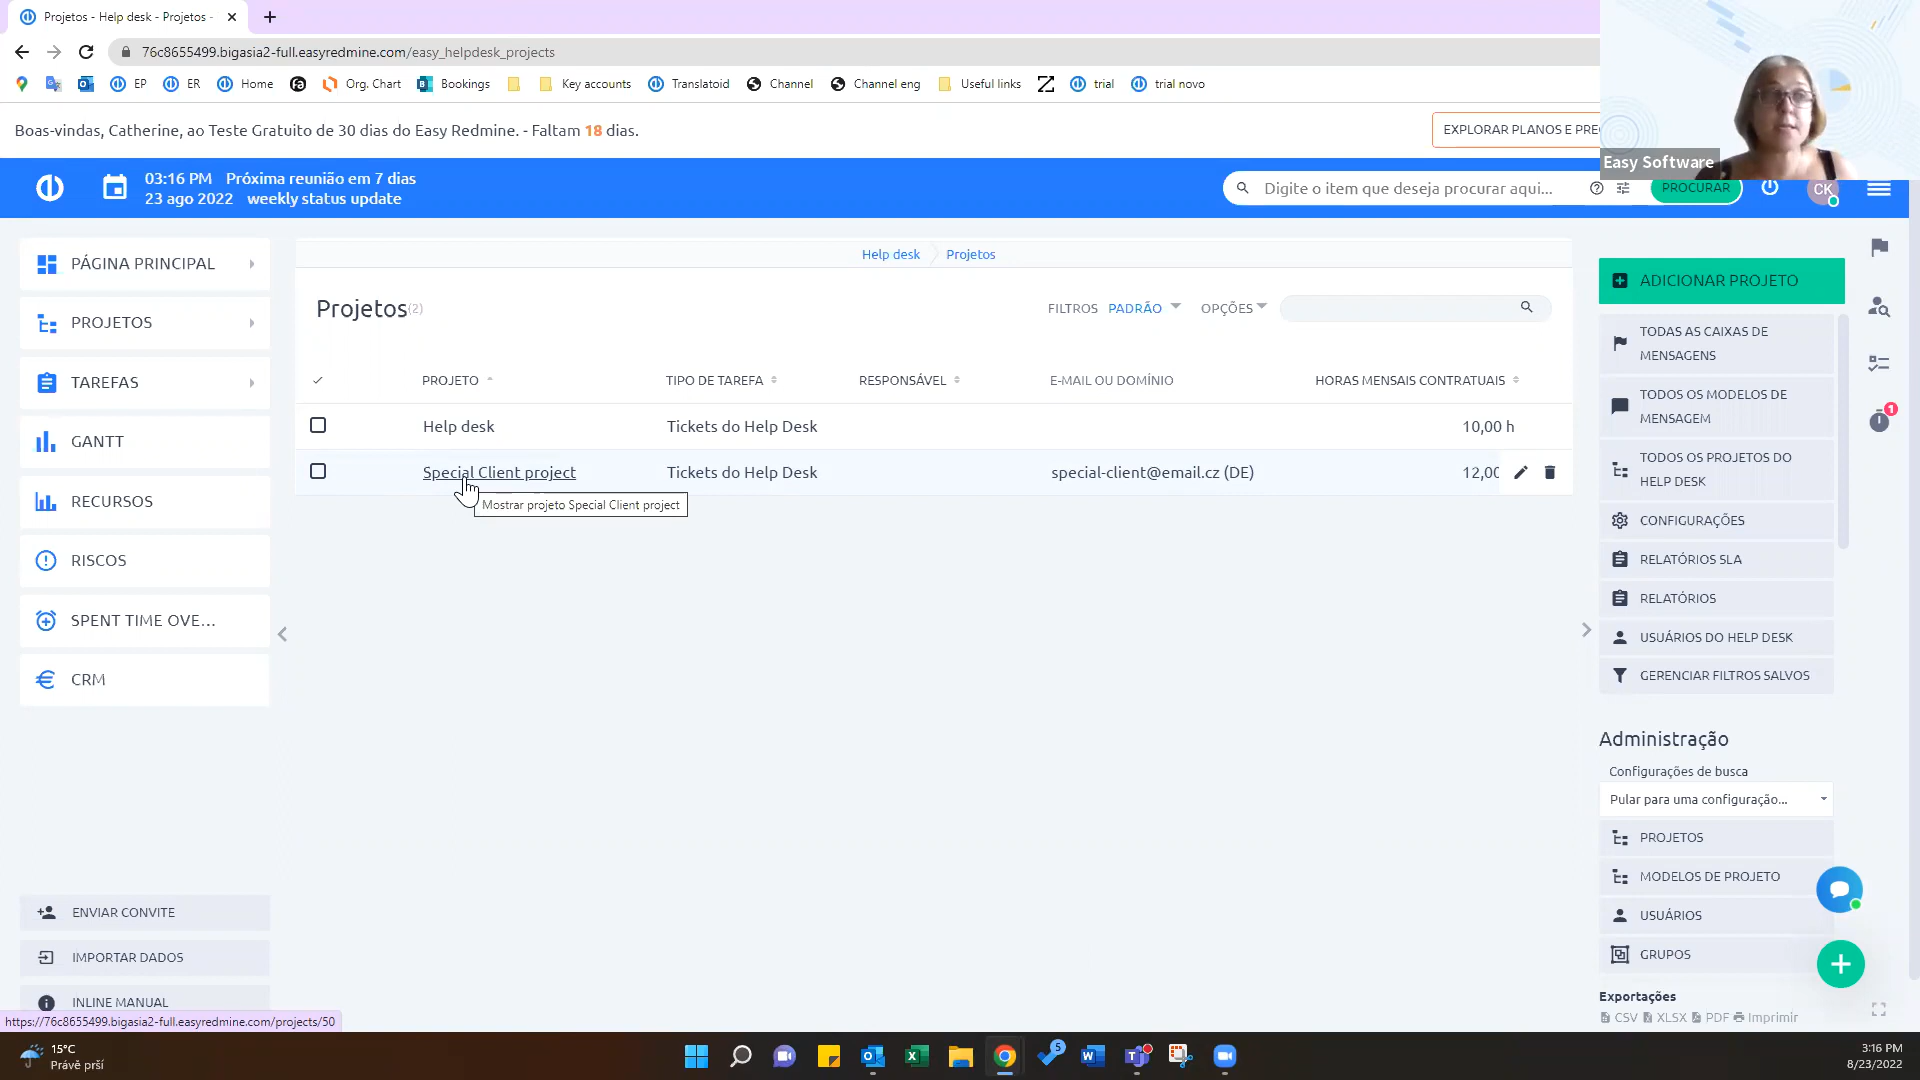 Projetos - Help desk - Projetos -
76c8655499.bigasia2-full.easyredmine.com/easy_helpdesk_projects
EP
ER
Home
Org. Chart
Bookings
Key accounts
Translatoid
Channel
Channel eng
Useful links
trial
trial novo
Boas-vindas, Catherine, ao Teste Gratuito de 30 dias do Easy Redmine. - Faltam 18 dias.
EXPLORAR PLANOS E PRE
Easy Software
03:16 PM Próxima reunião em 7 dias
23 ago 2022 weekly status update
Digite o item que deseja procurar aqui...
PROCURAR
CK
PÁGINA PRINCIPAL
PROJETOS
TAREFAS
GANTT
RECURSOS
RISCOS
SPENT TIME OVE...
CRM
ENVIAR CONVITE
IMPORTAR DADOS
INLINE MANUAL
https://76c8655499.bigasia2-full.easyredmine.com/projects/50
Help desk
Projetos
Projetos(2)
FILTROS PADRÃO
OPÇÕES
PROJETO
TIPO DE TAREFA
RESPONSÁVEL
E-MAIL OU DOMÍNIO
HORAS MENSAIS CONTRATUAIS
Help desk
Tickets do Help Desk
10,00 h
Special Client project
Tickets do Help Desk
special-client@email.cz (DE)
12,00
Mostrar projeto Special Client project
ADICIONAR PROJETO
TODAS AS CAIXAS DE
MENSAGENS
TODOS OS MODELOS DE
MENSAGEM
TODOS OS PROJETOS DO
HELP DESK
CONFIGURAÇÕES
RELATÓRIOS SLA
RELATÓRIOS
USUÁRIOS DO HELP DESK
GERENCIAR FILTROS SALVOS
Administração
Configurações de busca
Pular para uma configuração...
PROJETOS
MODELOS DE PROJETO
USUÁRIOS
GRUPOS
Exportações
CSV XLSX PDF Imprimir
1
15°C
Právě prší
5
3:16 PM
8/23/2022